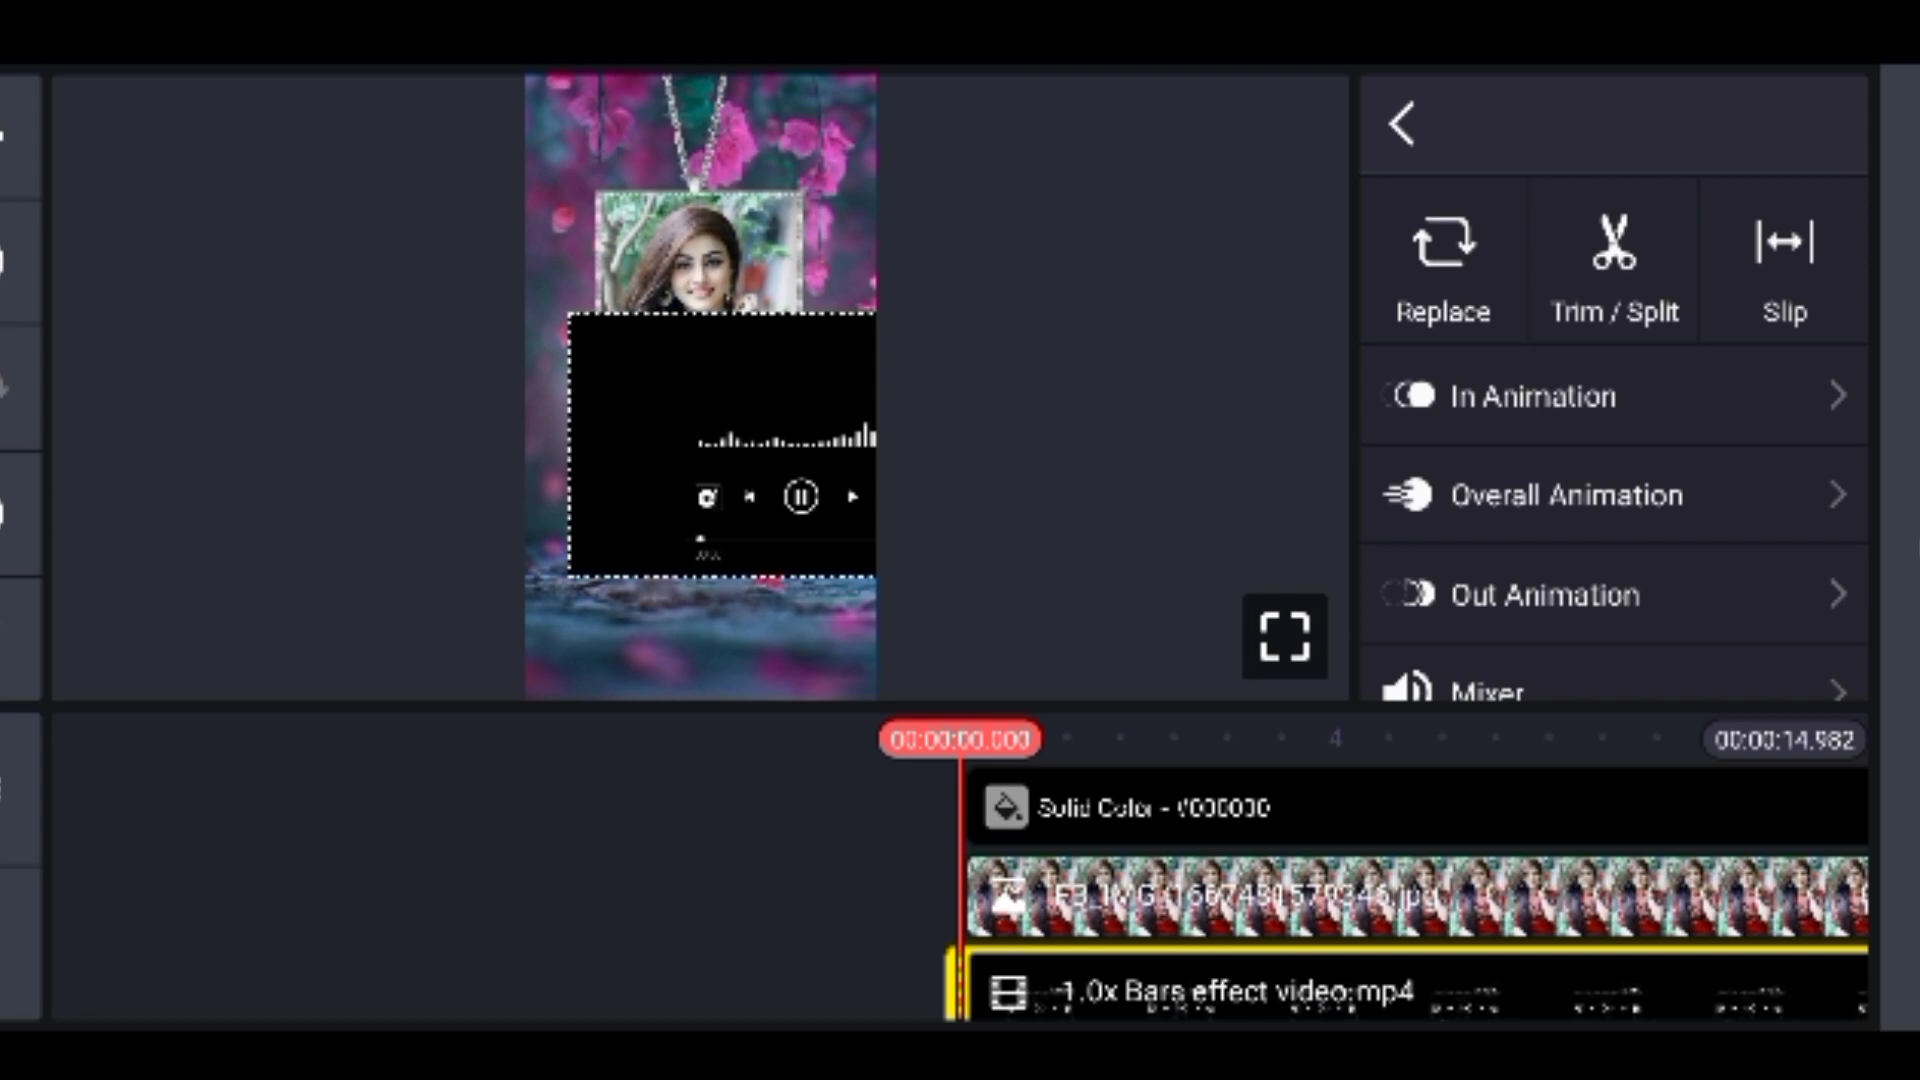 Replace
Trim / Split
Slip
In Animation
Overall Animation
Out Animation
Mixer
00:00:00.000
4
00:00:14.982
Solid Color - #000000
1.0x Bars effect video.mp4